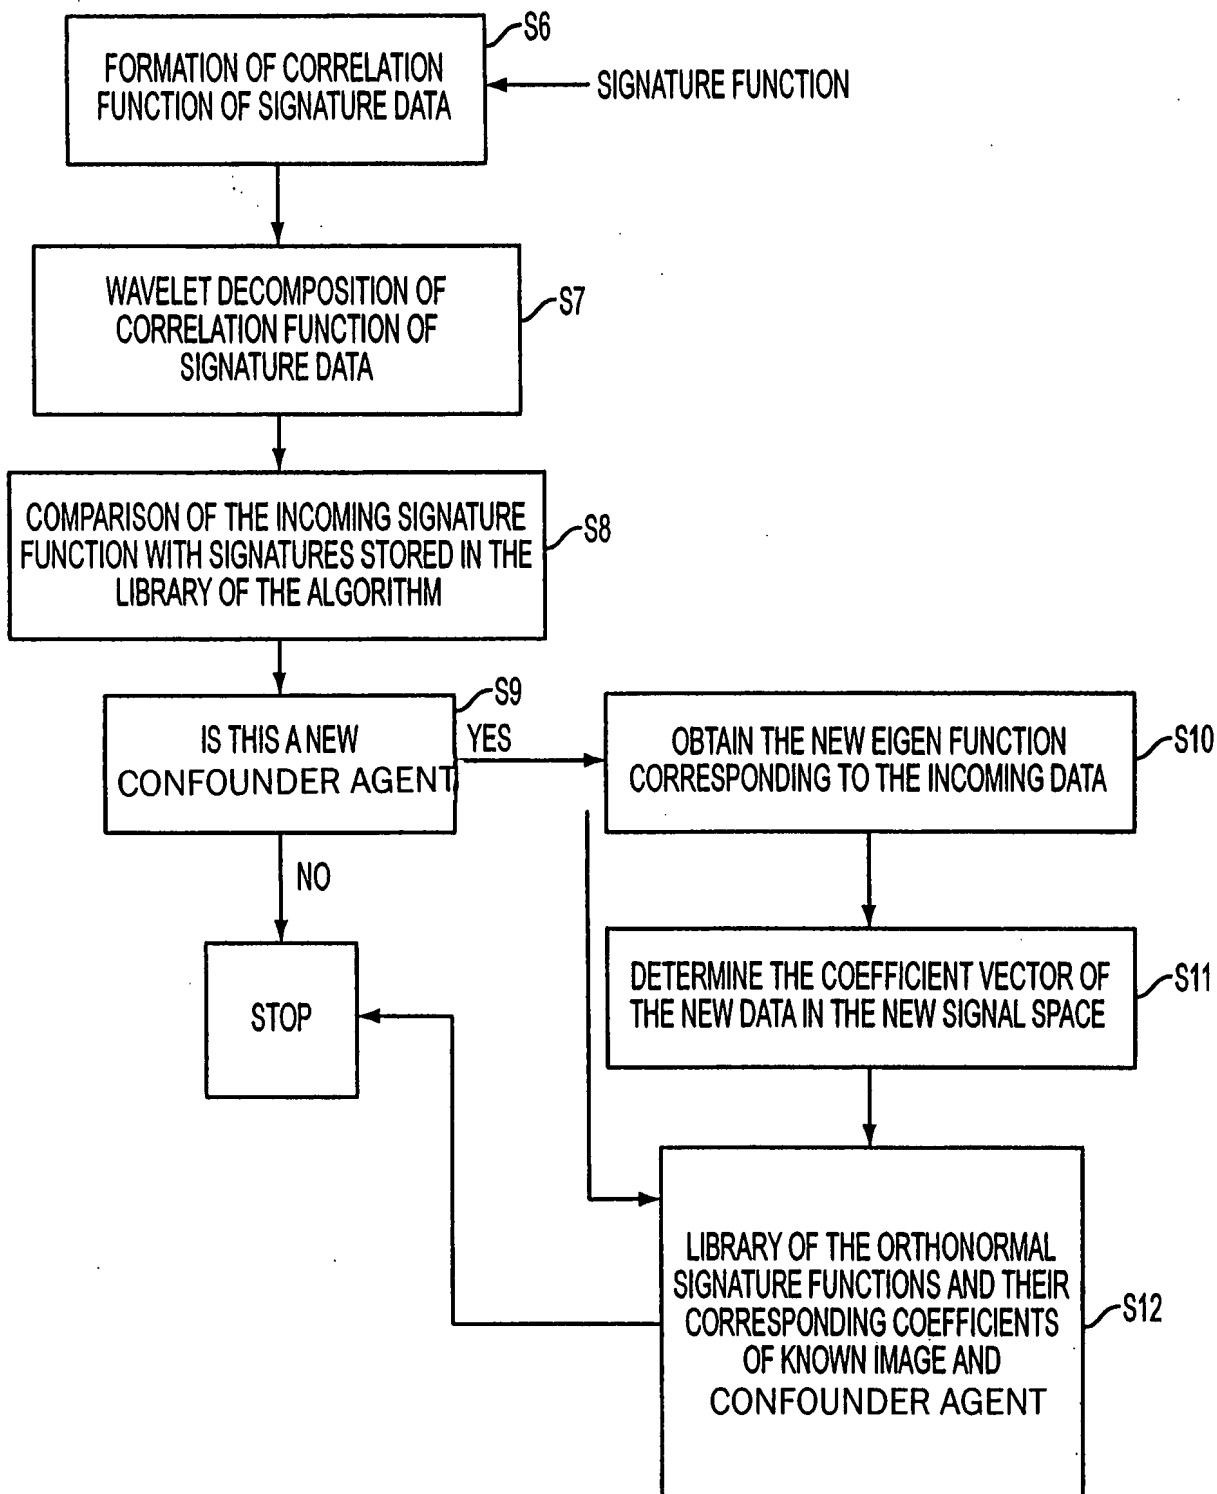 S6
FORMATION OF CORRELATION
FUNCTION OF SIGNATURE DATA
SIGNATURE FUNCTION
WAVELET DECOMPOSITION OF
CORRELATION FUNCTION OF
SIGNATURE DATA
S7
COMPARISON OF THE INCOMING SIGNATURE
FUNCTION WITH SIGNATURES STORED IN THE
LIBRARY OF THE ALGORITHM
S8
S9
IS THIS A NEW
CONFOUNDER AGENT
YES
NO
STOP
OBTAIN THE NEW EIGEN FUNCTION
CORRESPONDING TO THE INCOMING DATA
S10
DETERMINE THE COEFFICIENT VECTOR OF
THE NEW DATA IN THE NEW SIGNAL SPACE
S11
LIBRARY OF THE ORTHONORMAL
SIGNATURE FUNCTIONS AND THEIR
CORRESPONDING COEFFICIENTS
OF KNOWN IMAGE AND
CONFOUNDER AGENT
S12